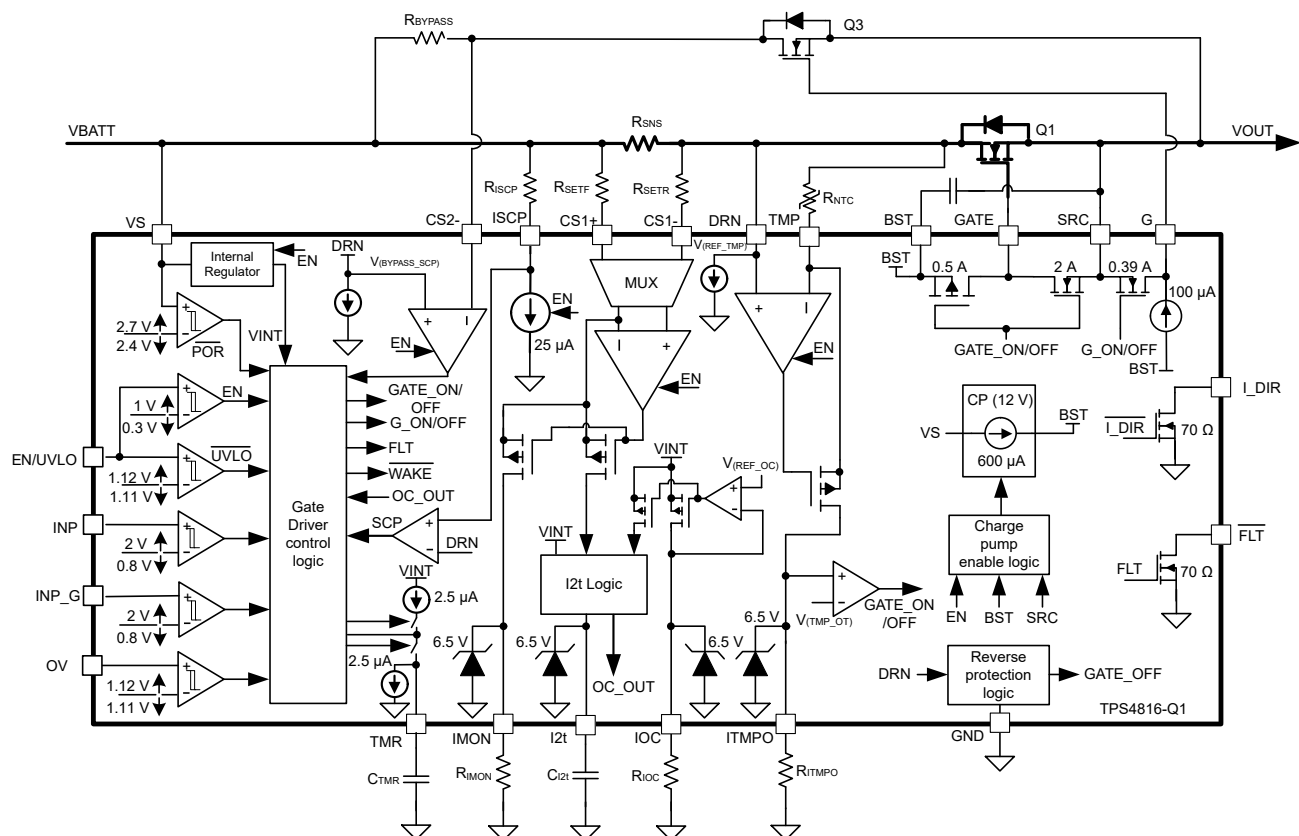 RBYPASS
Q3
VBATT
RSNS
Q1
VOUT
RISCP
RSETF
RSETR
RNTC
VS
CS2-
ISCP
CS1+
CS1-
DRN
TMP
BST
GATE
SRC
G
Internal
Regulator
EN
DRN
V(BYPASS_SCP)
MUX
V(REF_TMP)
BST
0.5 A
2 A
0.39 A
100 µA
2.7 V
2.4 V
POR
VINT
EN
EN
25 µA
EN
EN
GATE_ON/OFF
G_ON/OFF
BST
GATE_ON/
OFF
G_ON/OFF
FLT
WAKE
OC_OUT
SCP
DRN
EN
1 V
0.3 V
EN/UVLO
UVLO
1.12 V
1.11 V
INP
2 V
0.8 V
INP_G
2 V
0.8 V
OV
1.12 V
1.11 V
Gate
Driver
control
logic
VINT
2.5 µA
2.5 µA
VINT
V(REF_OC)
VINT
I2t Logic
OC_OUT
6.5 V
6.5 V
6.5 V
6.5 V
V(TMP_OT)
GATE_ON
/OFF
CP (12 V)
VS
BST
600 µA
Charge
pump
enable logic
EN
BST
SRC
I_DIR
I_DIR
70 Ω
FLT
FLT
70 Ω
DRN
Reverse
protection
logic
GATE_OFF
TPS4816-Q1
TMR
IMON
I2t
IOC
ITMPO
GND
CTMR
RIMON
CI2t
RIOC
RITMPO